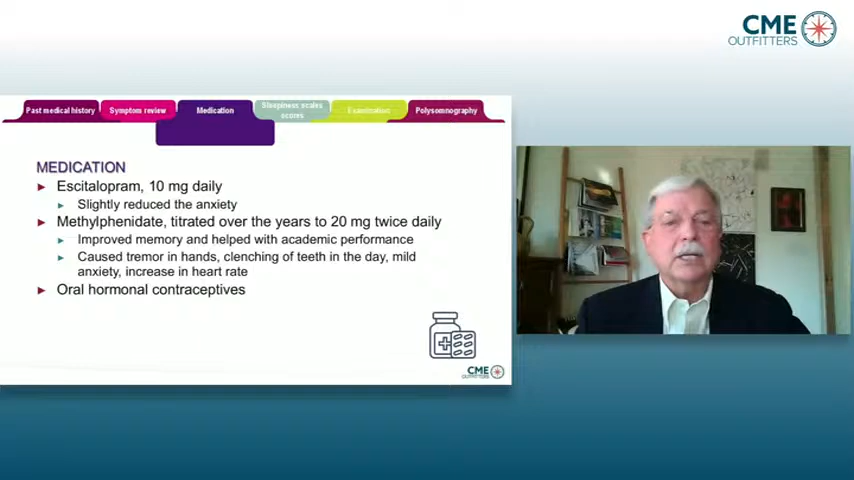 CME
OUTFITTERS
Past medical history
Symptom review
Medication
Sleepiness scales
scores
Examination
Polysomnography
MEDICATION
Escitalopram, 10 mg daily
Slightly reduced the anxiety
Methylphenidate, titrated over the years to 20 mg twice daily
Improved memory and helped with academic performance
Caused tremor in hands, clenching of teeth in the day, mild
anxiety, increase in heart rate
Oral hormonal contraceptives
CME
OUTFITTERS